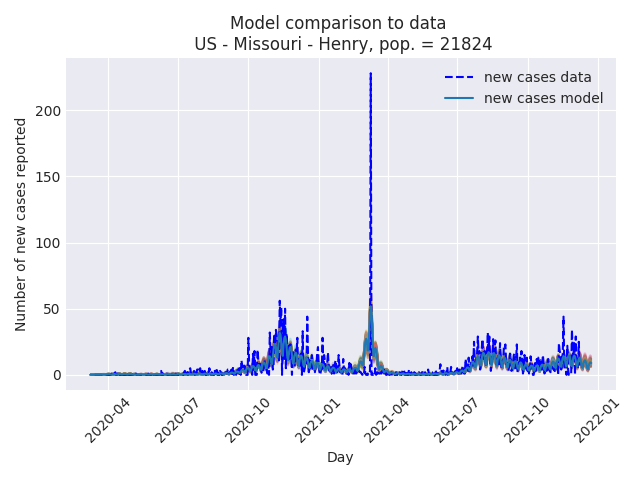 Model comparison to data
US - Missouri - Henry, pop. = 21824
new cases data
new cases model
Number of new cases reported
200
150
100
50
0
2020-04
2020-07
2020-10
2021-01
2021-04
2021-07
2021-10
2022-01
Day